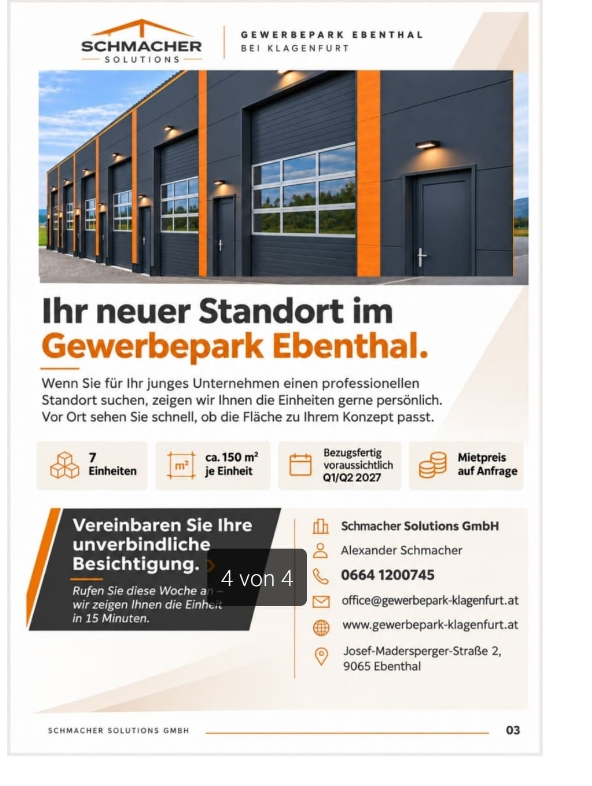 SCHMACHER
SOLUTIONS
GEWERBEPARK EBENTHAL
BEI KLAGENFURT
Ihr neuer Standort im
Gewerbepark Ebenthal.
Wenn Sie für Ihr junges Unternehmen einen professionellen
Standort suchen, zeigen wir Ihnen die Einheiten gerne persönlich.
Vor Ort sehen Sie schnell, ob die Fläche zu Ihrem Konzept passt.
7
Einheiten
m²
ca. 150 m²
je Einheit
Bezugsfertig
voraussichtlich
Q1/Q2 2027
Mietpreis
auf Anfrage
Vereinbaren Sie Ihre
unverbindliche
Besichtigung.
Rufen Sie diese Woche an –
wir zeigen Ihnen die Einheit
in 15 Minuten.
4 von 4
Schmacher Solutions GmbH
Alexander Schmacher
0664 1200745
office@gewerbepark-klagenfurt.at
www.gewerbepark-klagenfurt.at
Josef-Madersperger-Straße 2,
9065 Ebenthal
SCHMACHER SOLUTIONS GMBH
03